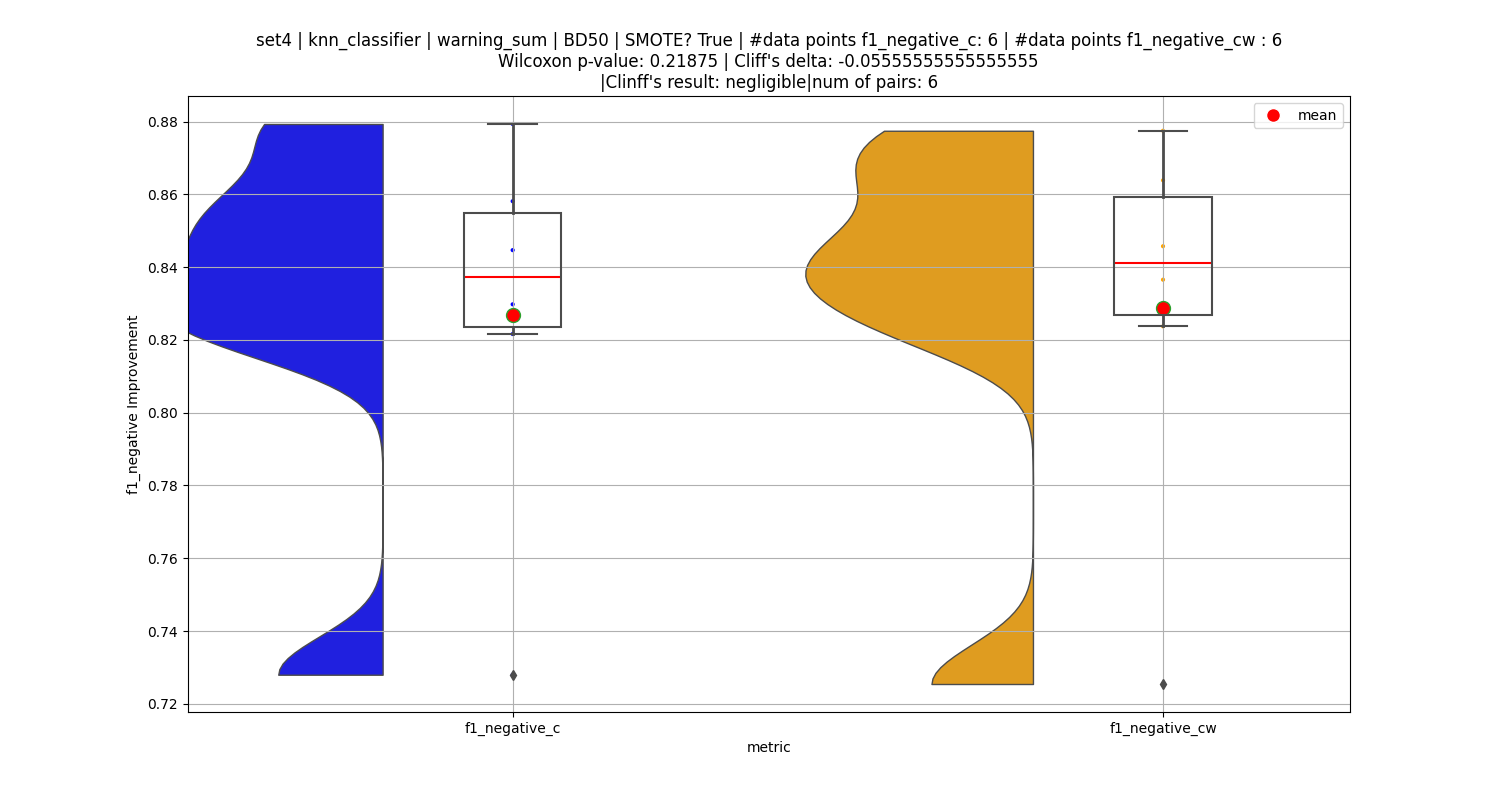 set4 | knn_classifier | warning_sum | BD50 | SMOTE? True | #data points f1_negative_c: 6 | #data points f1_negative_cw : 6
Wilcoxon p-value: 0.21875 | Cliff's delta: -0.05555555555555555
|Clinff's result: negligible|num of pairs: 6
mean
0.88
0.86
0.84
0.82
0.80
0.78
0.76
0.74
0.72
f1_negative Improvement
f1_negative_c
f1_negative_cw
metric